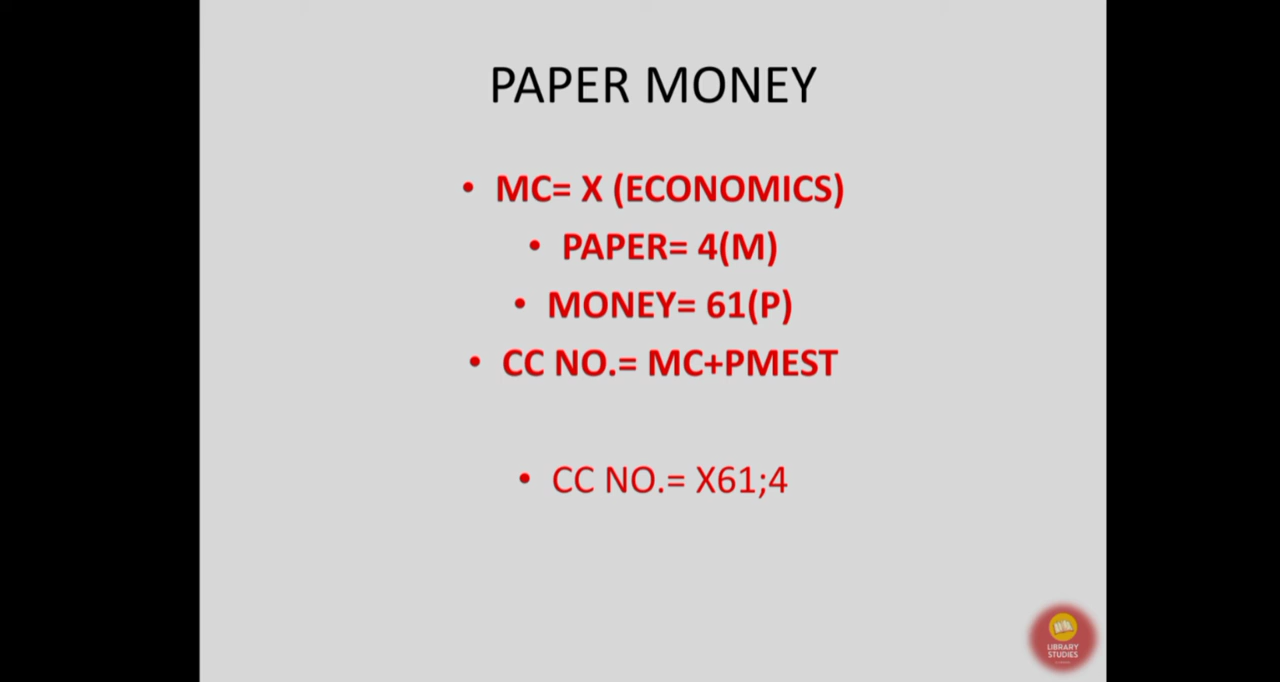 PAPER MONEY
• MC= X (ECONOMICS)
• PAPER= 4(M)
• MONEY= 61(P)
• CC NO.= MC+PMEST
• CC NO.= X61;4
LIBRARY
STUDIES